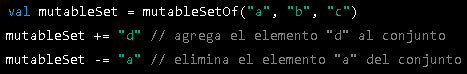 val mutableSet = mutableSetOf("a", "b", "c")
mutableSet += "d" // agrega el elemento "d" al conjunto
mutableSet -= "a" // elimina el elemento "a" del conjunto